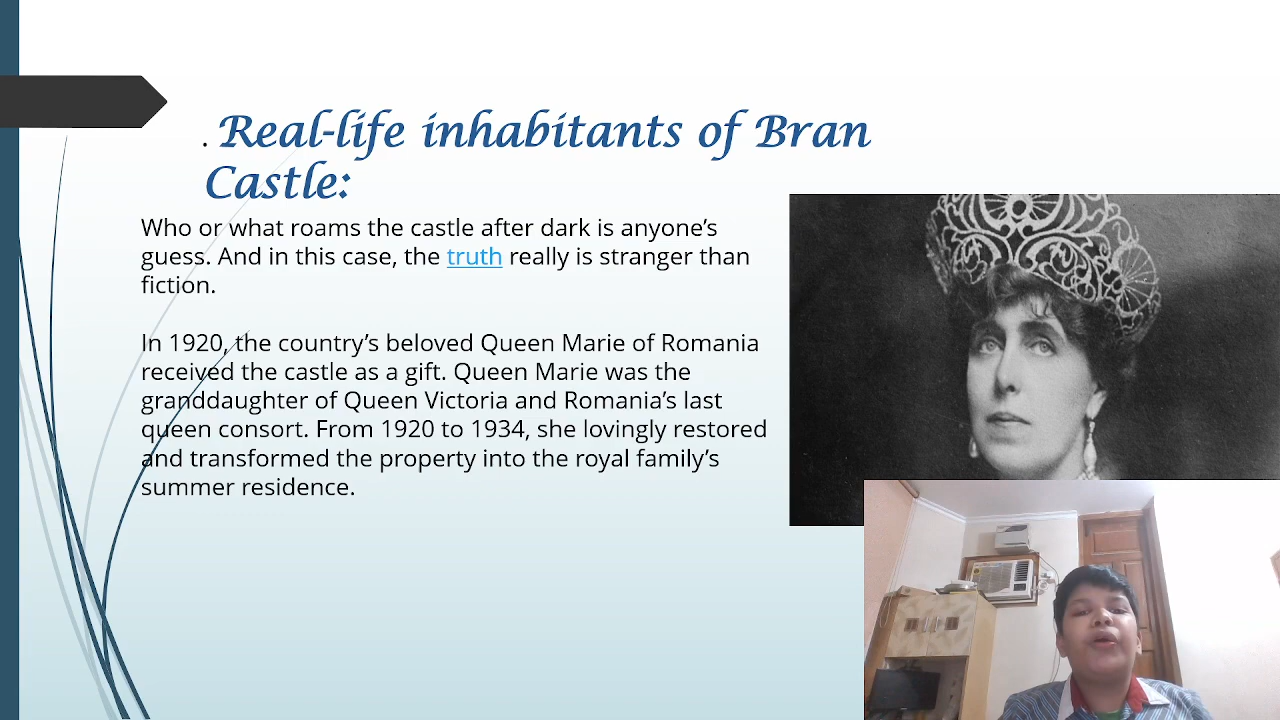 . Real-life inhabitants of Bran
Castle:
Who or what roams the castle after dark is anyone’s
guess. And in this case, the truth really is stranger than
fiction.
In 1920, the country’s beloved Queen Marie of Romania
received the castle as a gift. Queen Marie was the
granddaughter of Queen Victoria and Romania’s last
queen consort. From 1920 to 1934, she lovingly restored
and transformed the property into the royal family’s
summer residence.